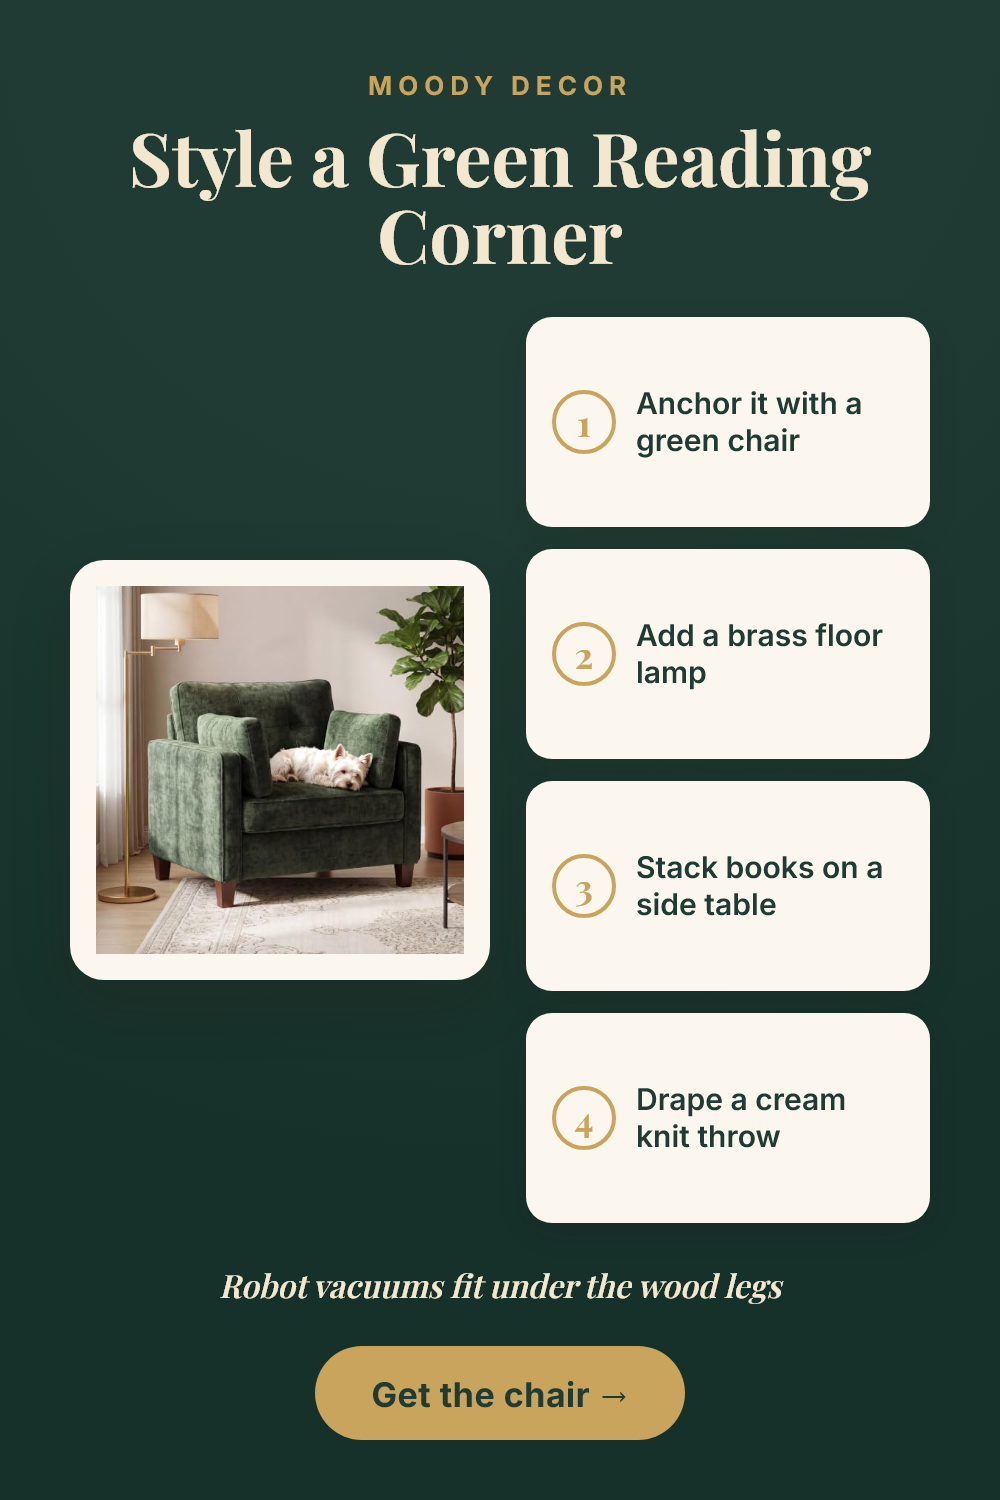 MOODY DECOR
Style a Green Reading
Corner
1
Anchor it with a
green chair
2
Add a brass floor
lamp
3
Stack books on a
side table
4
Drape a cream
knit throw
Robot vacuums fit under the wood legs
Get the chair →